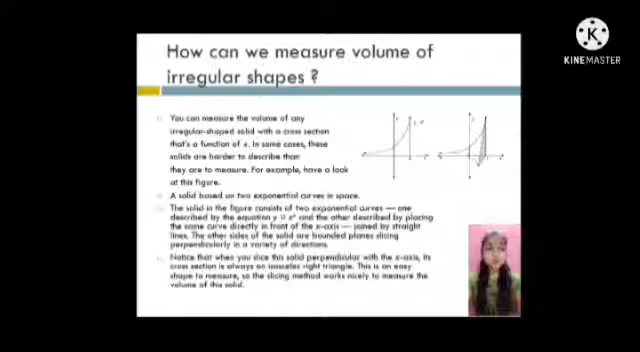 K
KINEMASTER
How can we measure volume of
irregular shapes ?
You can measure the volume of any
irregular-shaped solid with a cross section
that's a function of x. In some cases, these
solids are harder to describe than
they are to measure. For example, have a look
at this figure.
A solid based on two exponential curves in space.
The solid in the figure consists of two exponential curves — one
described by the equation y = eˣ and the other described by placing
the same curve directly in front of the x-axis — joined by straight
lines. The other sides of the solid are bounded planes slicing
perpendicularly in a variety of directions.
Notice that when you slice this solid perpendicular with the x-axis, its
cross section is always an isosceles right triangle. This is an easy
shape to measure, so the slicing method works nicely to measure the
volume of this solid.